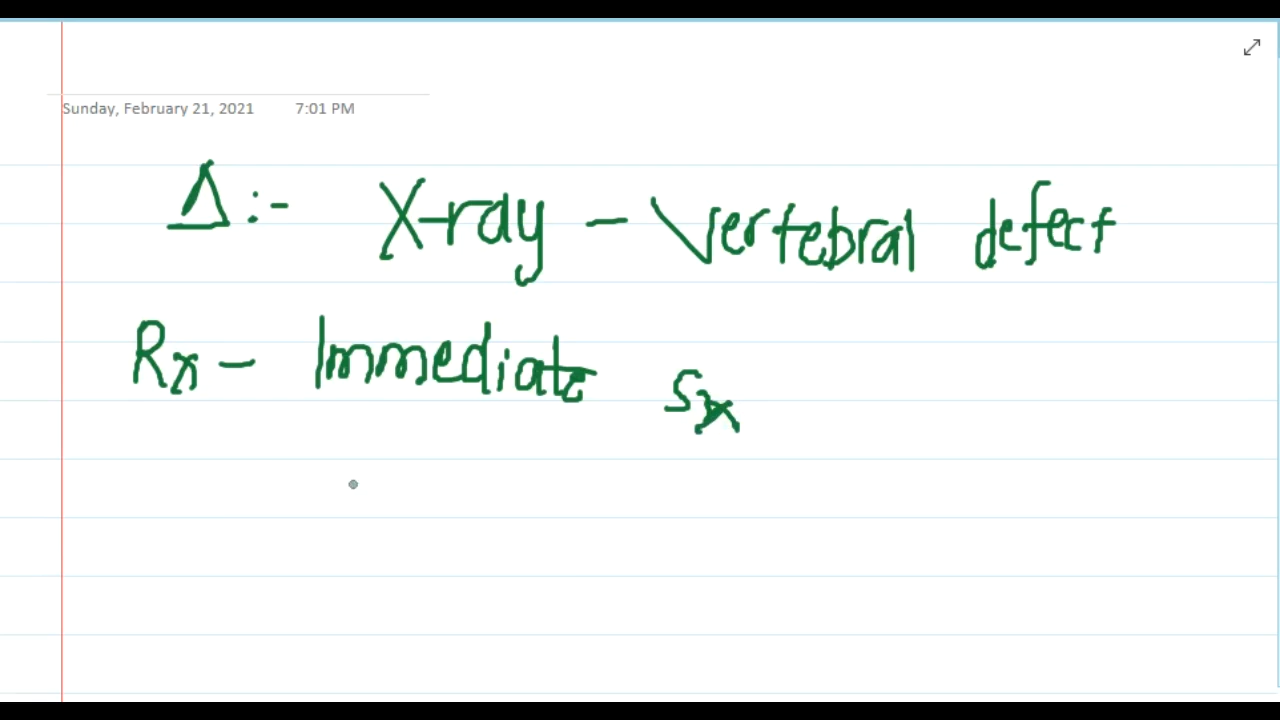 Sunday, February 21, 2021 7:01 PM
Δ :- X-ray - Vertebral defect
Rx - Immediate Sx